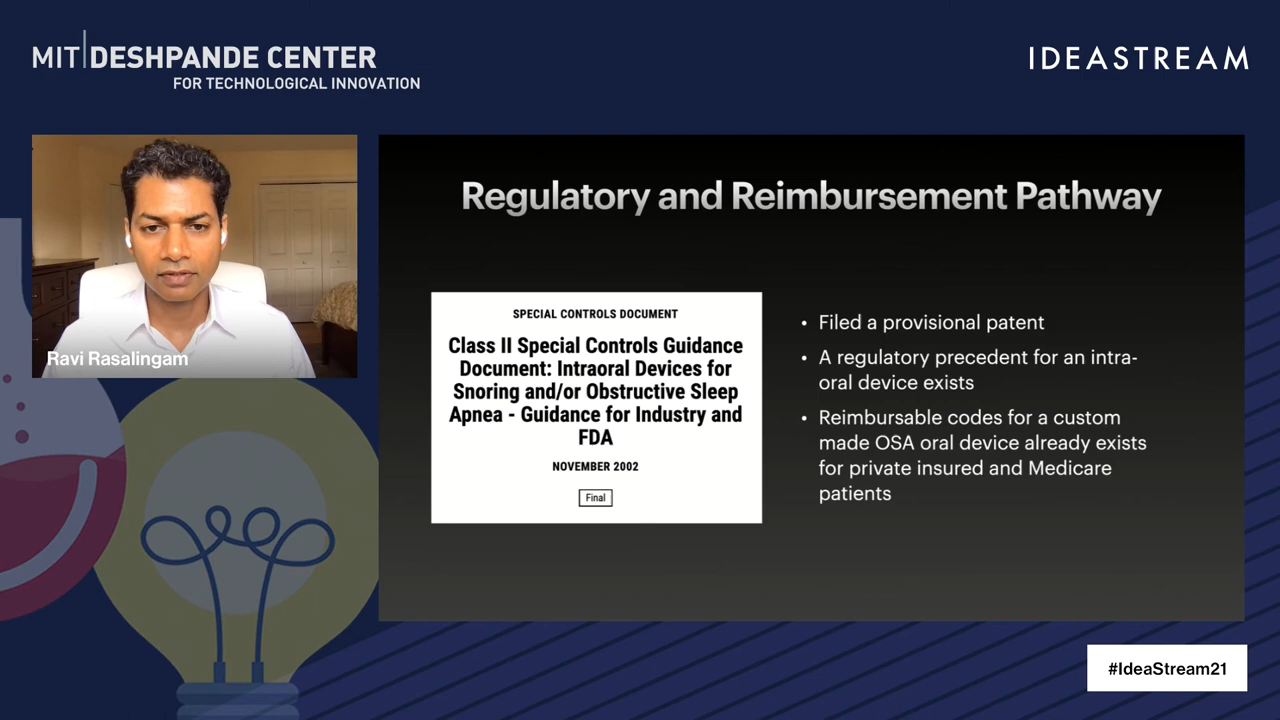 MIT DESHPANDE CENTER
FOR TECHNOLOGICAL INNOVATION
IDEASTREAM
Ravi Rasalingam
Regulatory and Reimbursement Pathway
SPECIAL CONTROLS DOCUMENT
Class II Special Controls Guidance
Document: Intraoral Devices for
Snoring and/or Obstructive Sleep
Apnea - Guidance for Industry and
FDA
NOVEMBER 2002
Final
• Filed a provisional patent
• A regulatory precedent for an intra-
oral device exists
• Reimbursable codes for a custom
made OSA oral device already exists
for private insured and Medicare
patients
#IdeaStream21